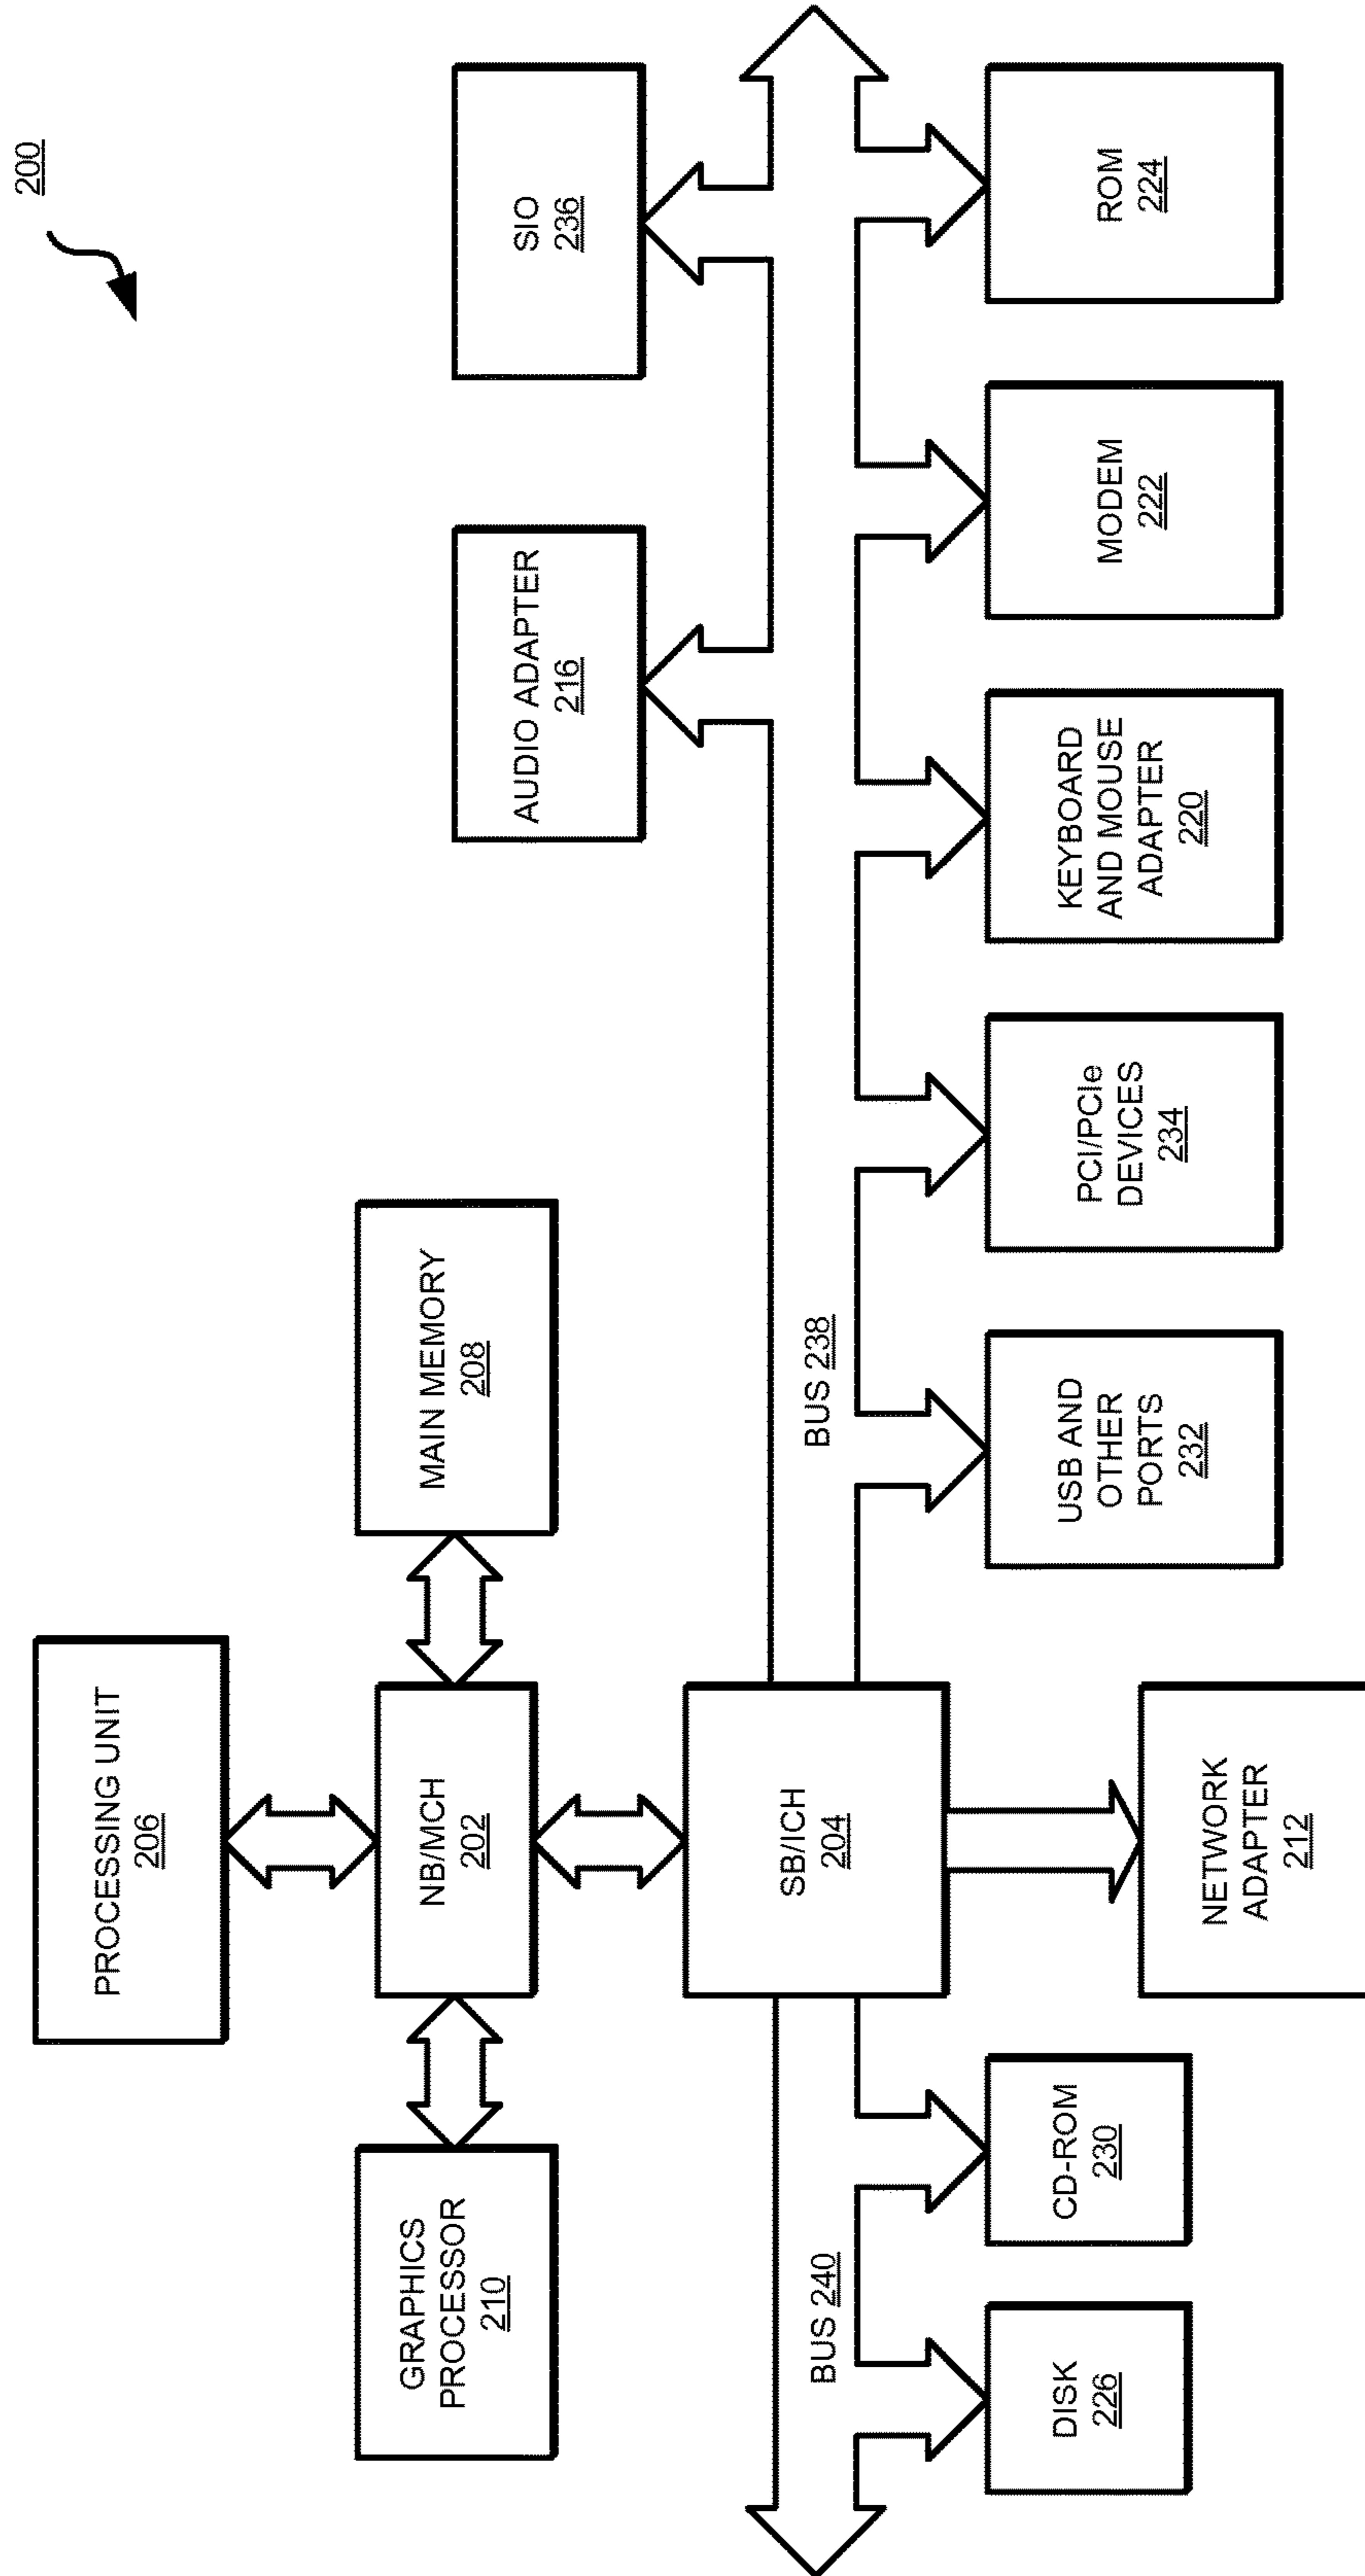 200
PROCESSING UNIT
206
GRAPHICS
PROCESSOR
210
NB/MCH
202
MAIN MEMORY
208
AUDIO ADAPTER
216
SIO
236
SB/ICH
204
BUS 240
BUS 238
DISK
226
CD-ROM
230
USB AND
OTHER
PORTS
232
PCI/PCIe
DEVICES
234
KEYBOARD
AND MOUSE
ADAPTER
220
MODEM
222
ROM
224
NETWORK
ADAPTER
212